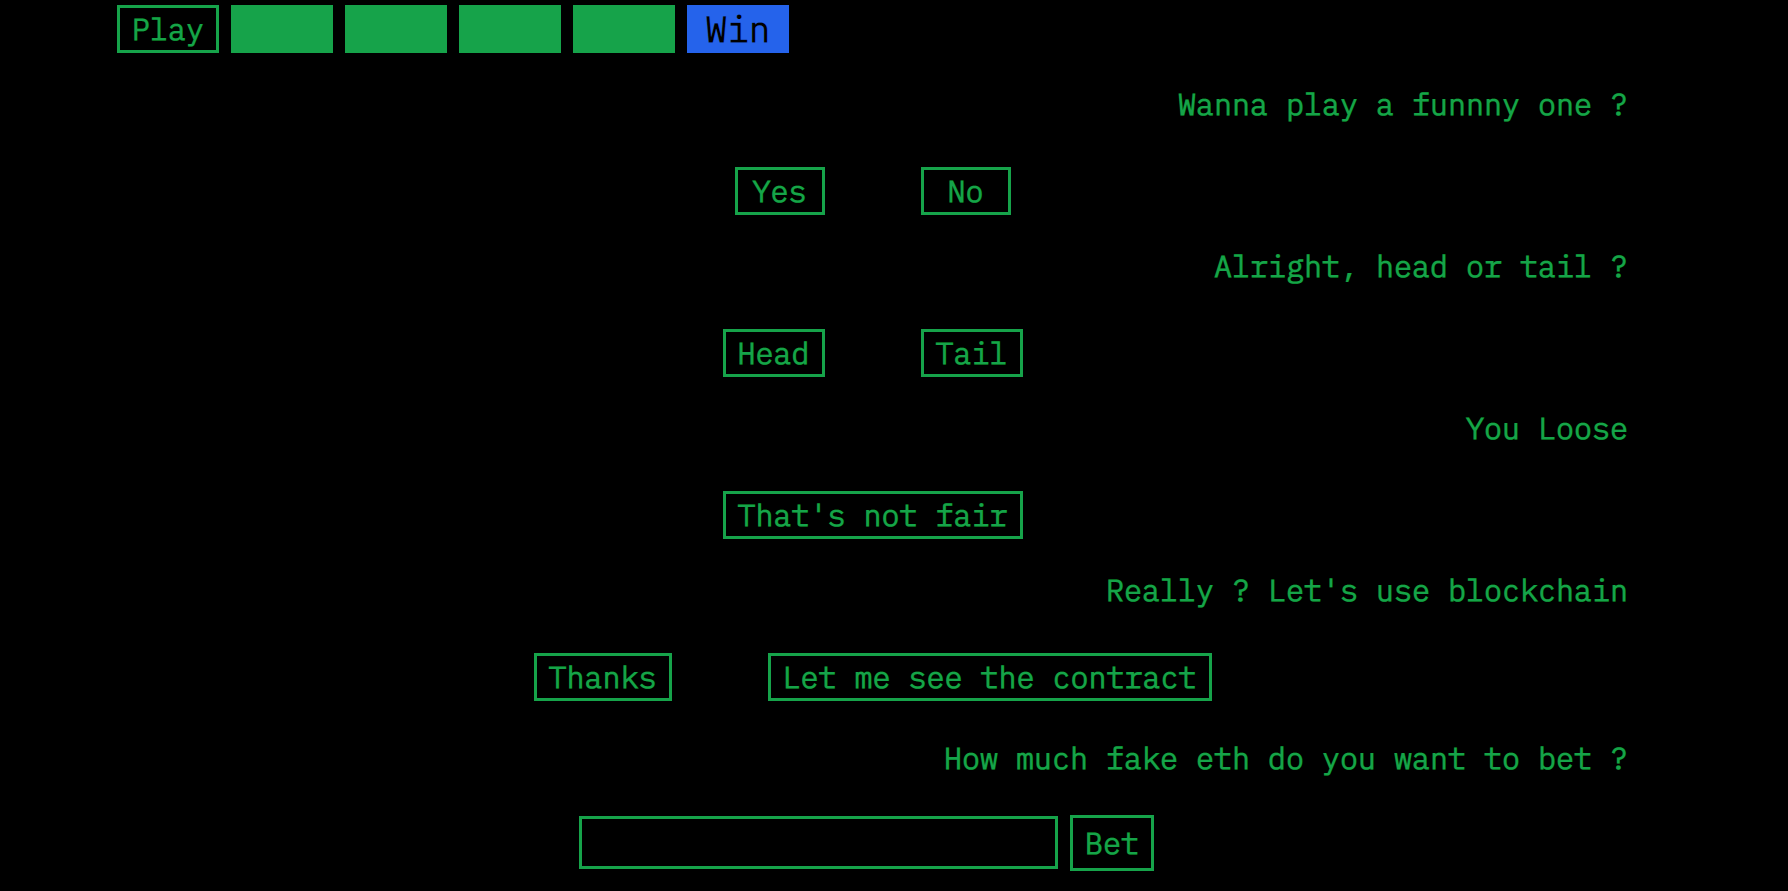 Play Win
Wanna play a funnny one ?
Yes No
Alright, head or tail ?
Head Tail
You Loose
That's not fair
Really ? Let's use blockchain
Thanks Let me see the contract
How much fake eth do you want to bet ?
Bet